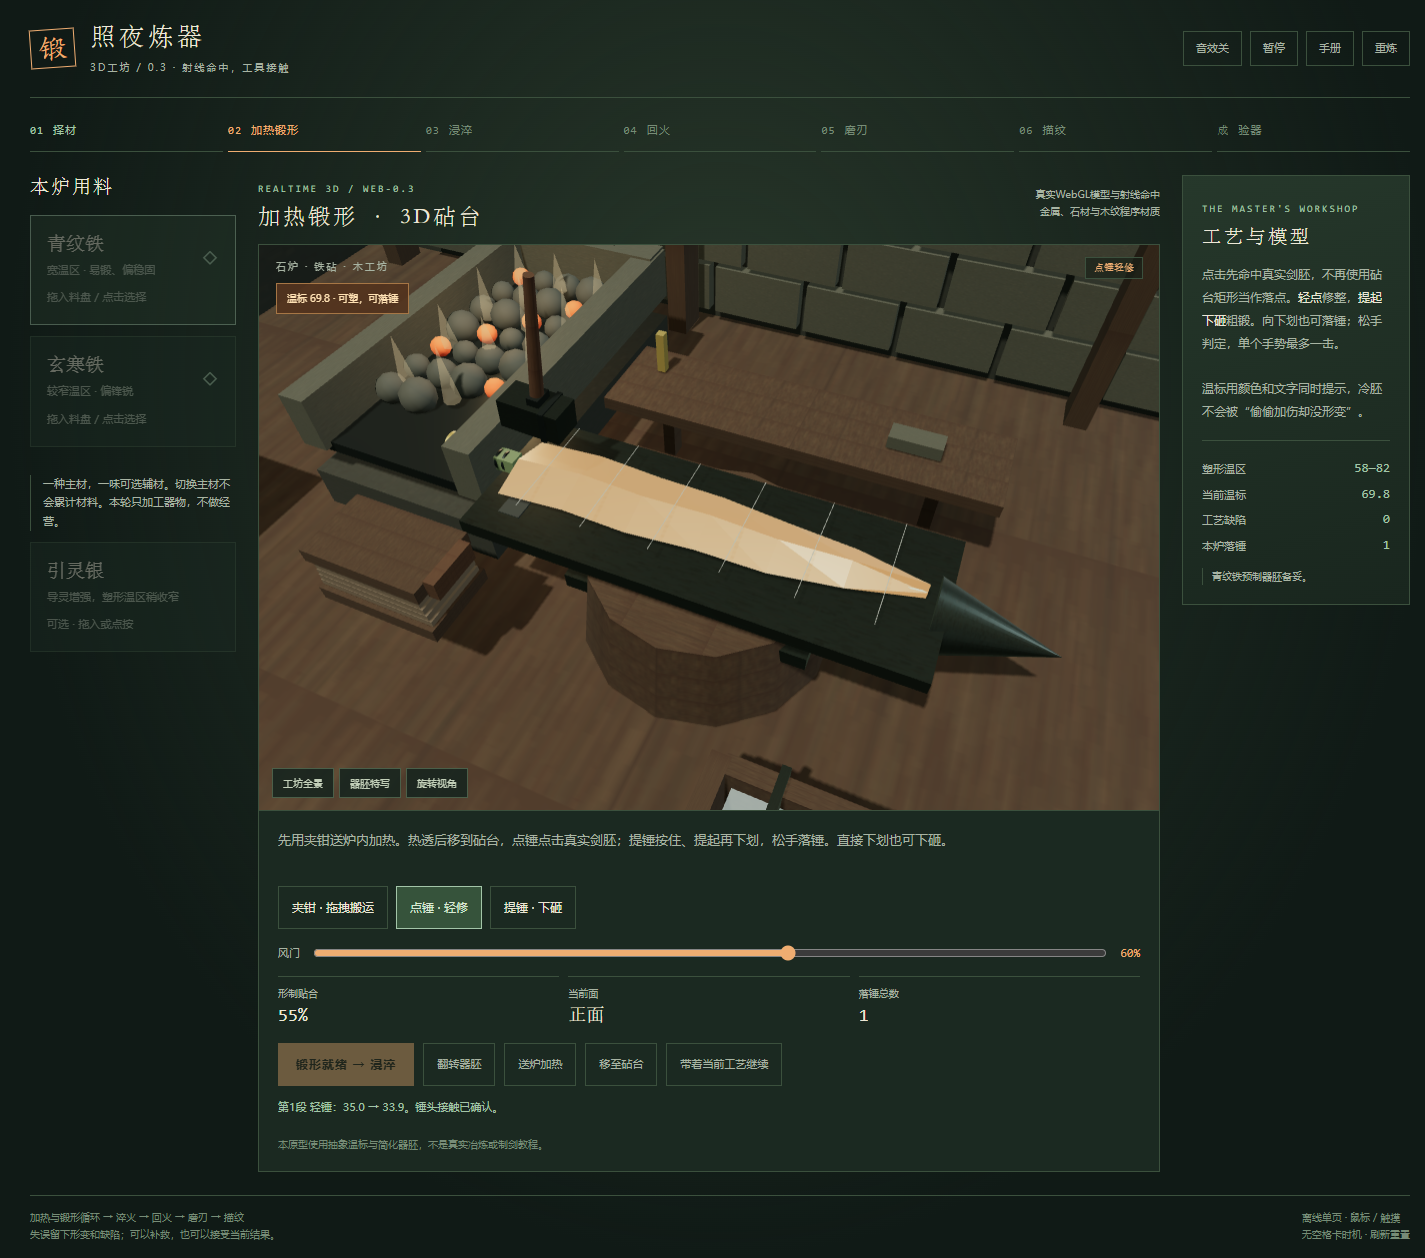 锻
照夜炼器
3D工坊 / 0.3 · 射线命中，工具接触
音效关
暂停
手册
重炼
01 择材
02 加热锻形
03 浸淬
04 回火
05 磨刃
06 描纹
成 验器
本炉用料
青纹铁
宽温区 · 易锻、偏稳固
拖入料盘 / 点击选择
玄寒铁
较窄温区 · 偏锋锐
拖入料盘 / 点击选择
一种主材，一味可选辅材。切换主材不
会累计材料。本轮只加工器物，不做经
营。
引灵银
导灵增强，塑形温区稍收窄
可选 · 拖入或点按
REALTIME 3D / WEB-0.3
加热锻形 · 3D砧台
真实WebGL模型与射线命中
金属、石材与木纹程序材质
石炉 · 铁砧 · 木工坊
温标 69.8 · 可塑，可落锤
点锤轻修
工坊全景
器胚特写
旋转视角
先用夹钳送炉内加热。热透后移到砧台，点锤点击真实剑胚；提锤按住、提起再下划，松手落锤。直接下划也可下砸。
夹钳 · 拖拽搬运
点锤 · 轻修
提锤 · 下砸
风门
60%
形制贴合
55%
当前面
正面
落锤总数
1
锻形就绪 → 浸淬
翻转器胚
送炉加热
移至砧台
带着当前工艺继续
第1段 轻锤：35.0 → 33.9。锤头接触已确认。
本原型使用抽象温标与简化器胚，不是真实冶炼或制剑教程。
THE MASTER'S WORKSHOP
工艺与模型
点击先命中真实剑胚，不再使用砧
台矩形当作落点。轻点修整，提起
下砸粗锻。向下划也可落锤；松手
判定，单个手势最多一击。
温标用颜色和文字同时提示，冷胚
不会被“偷偷加伤却没形变”。
塑形温区 58—82
当前温标 69.8
工艺缺陷 0
本炉落锤 1
青纹铁预制器胚备妥。
加热与锻形循环 → 淬火 → 回火 → 磨刃 → 描纹
失误留下形变和缺陷；可以补救，也可以接受当前结果。
离线单页 · 鼠标 / 触摸
无空格卡时机 · 刷新重置